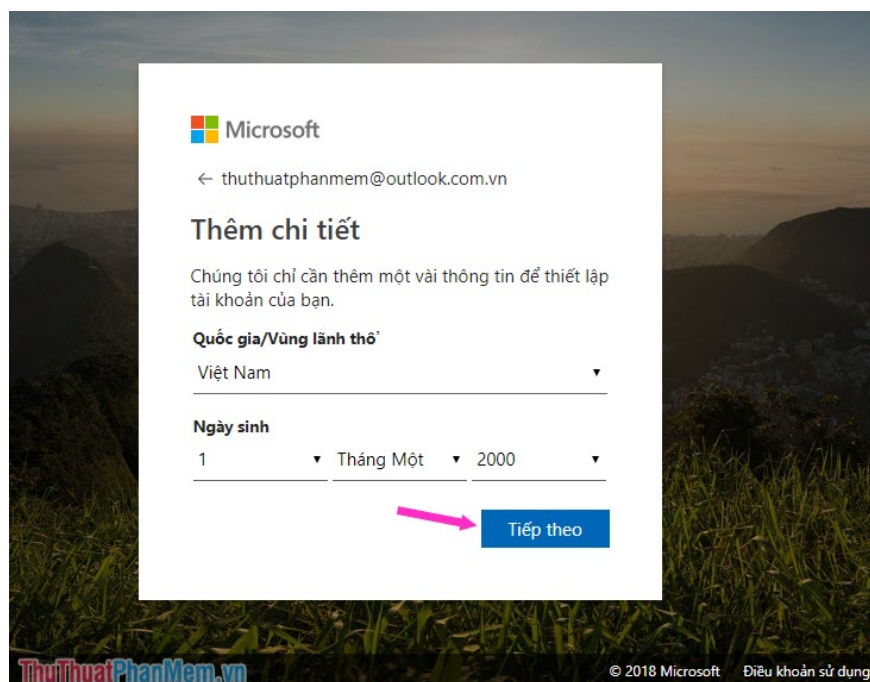 Microsoft
← thuthuatphanmem@outlook.com.vn
Thêm chi tiết
Chúng tôi chỉ cần thêm một vài thông tin để thiết lập
tài khoản của bạn.
Quốc gia/Vùng lãnh thổ
Việt Nam
Ngày sinh
1 Tháng Một 2000
Tiếp theo
ThuThuatPhanMem.vn
© 2018 Microsoft Điều khoản sử dụng